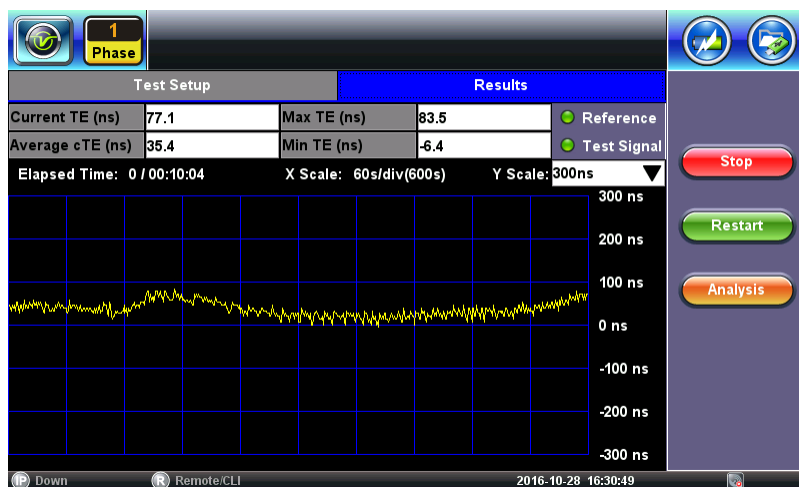 1
Phase
Test Setup
Results
Current TE (ns) 77.1 Max TE (ns) 83.5 Reference
Average cTE (ns) 35.4 Min TE (ns) -6.4 Test Signal
Elapsed Time: 0 / 00:10:04 X Scale: 60s/div(600s) Y Scale: 300ns
300 ns
200 ns
100 ns
0 ns
-100 ns
-200 ns
-300 ns
Stop
Restart
Analysis
IP Down R Remote/CLI 2016-10-28 16:30:49